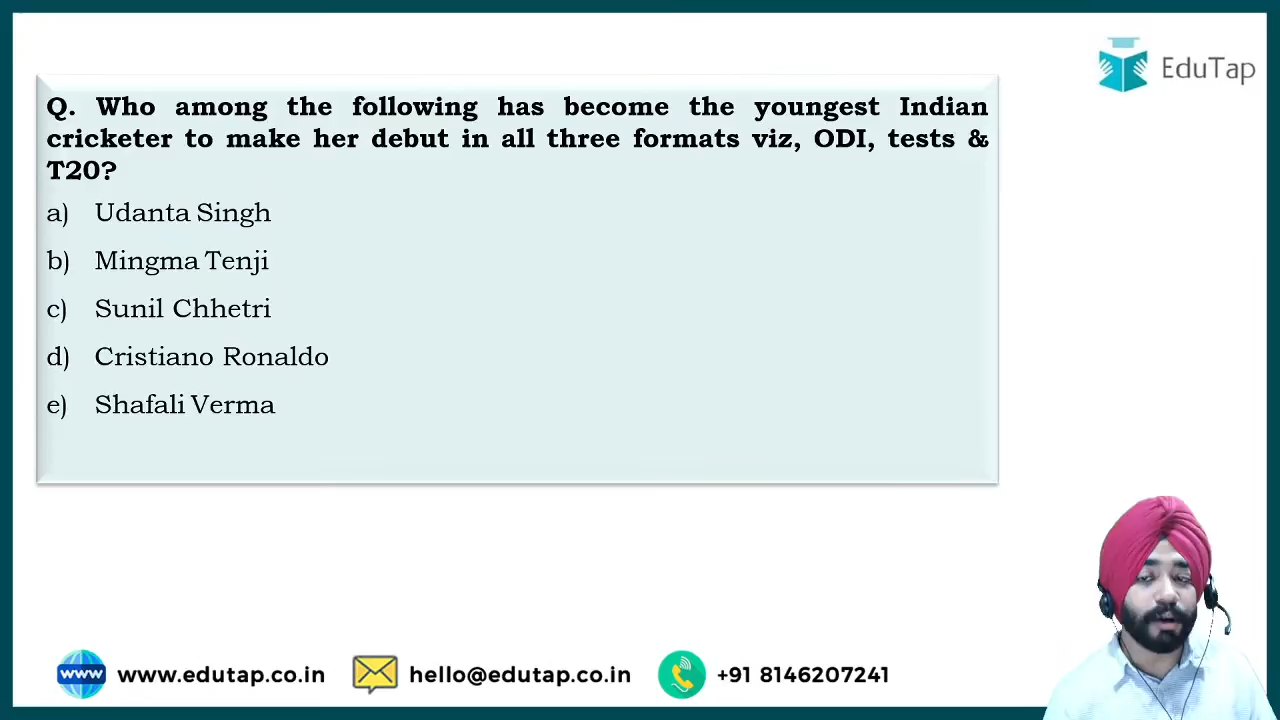 EduTap
Q. Who among the following has become the youngest Indian
cricketer to make her debut in all three formats viz, ODI, tests &
T20?
a) Udanta Singh
b) Mingma Tenji
c) Sunil Chhetri
d) Cristiano Ronaldo
e) Shafali Verma
www www.edutap.co.in hello@edutap.co.in +91 8146207241